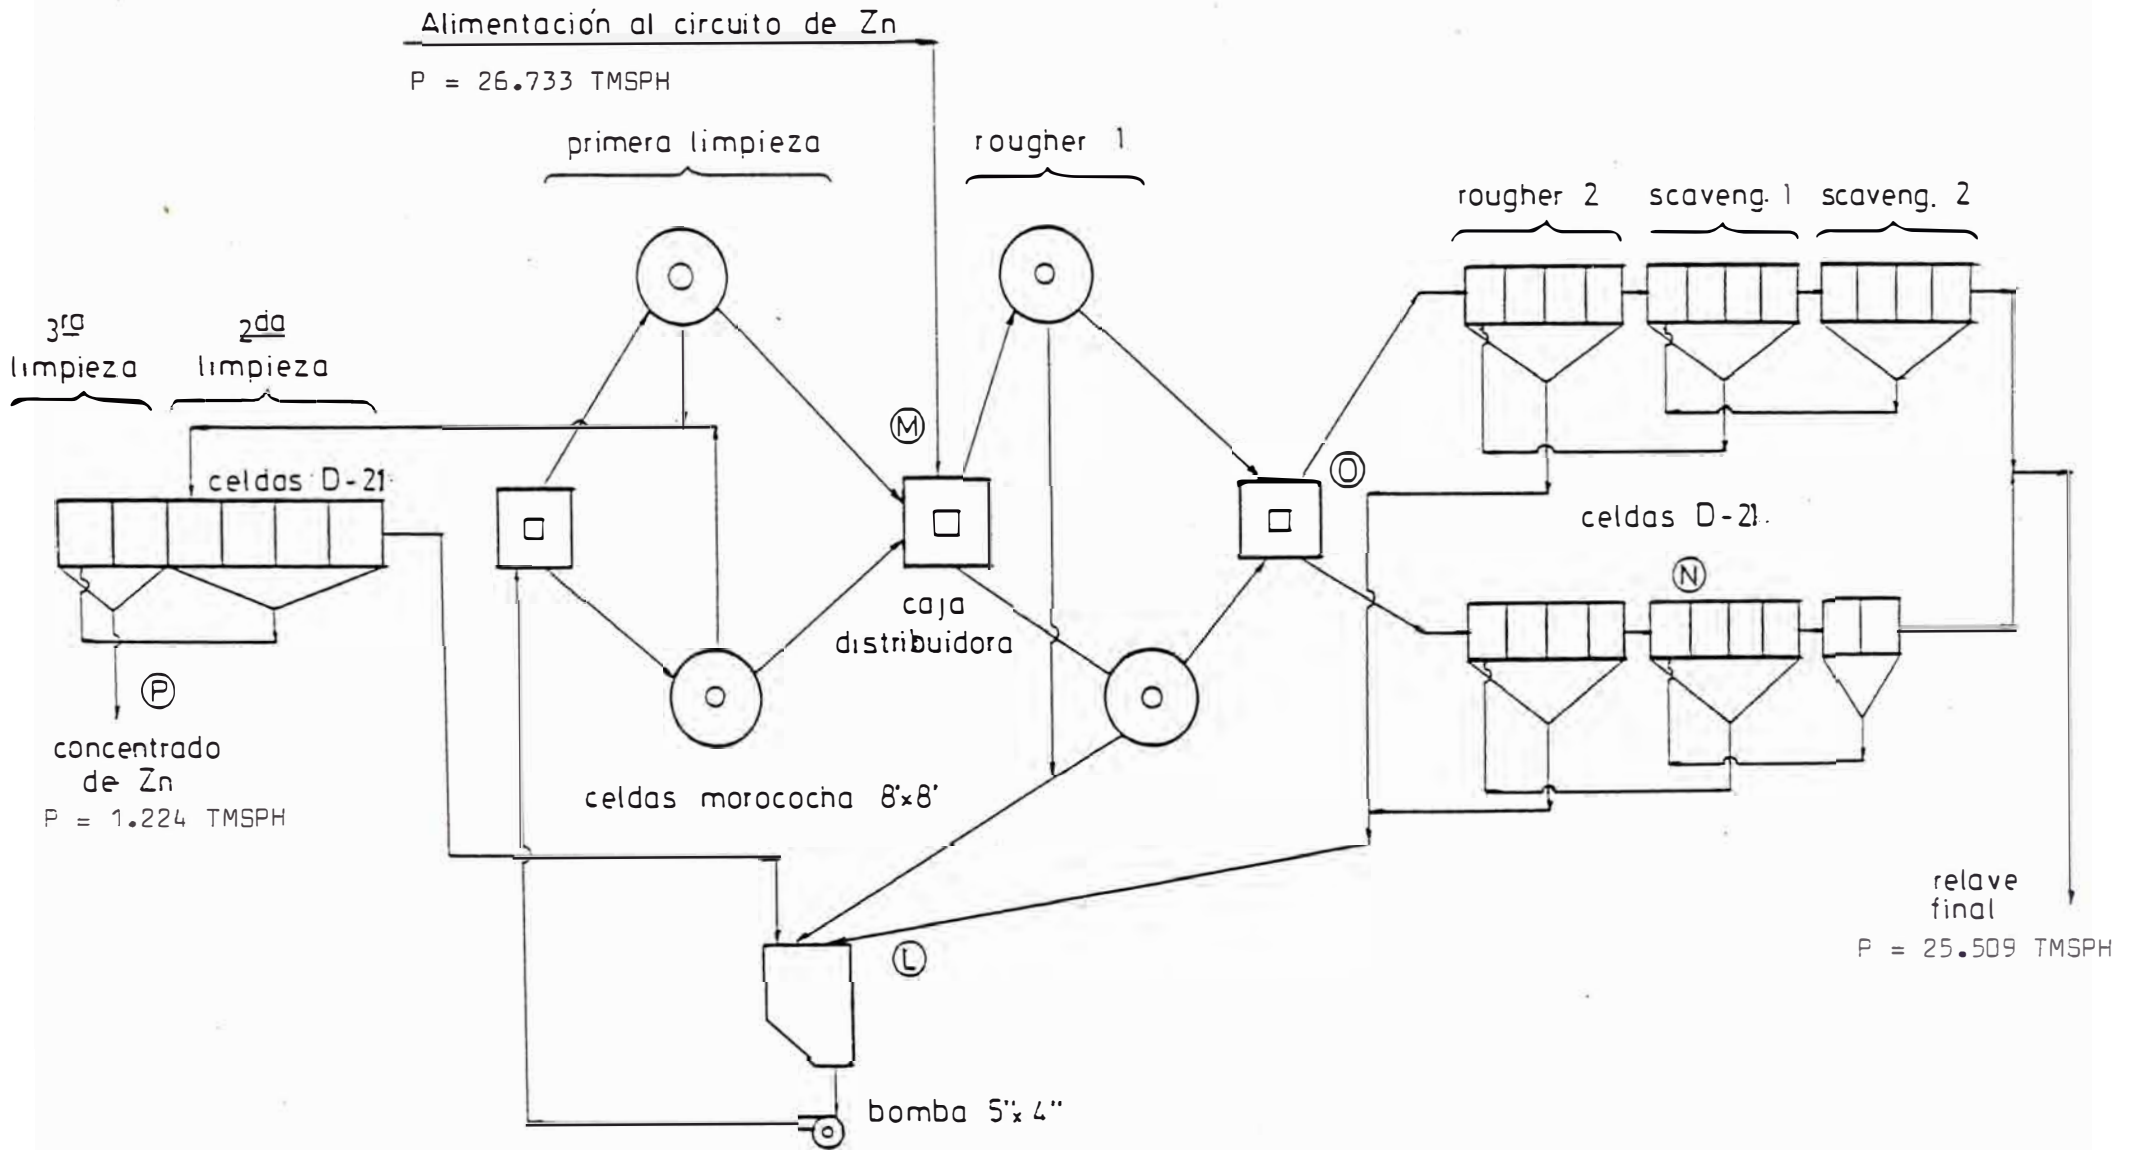 Alimentación al circuito de Zn
P = 26.733 TMSPH
primera limpieza
rougher 1
rougher 2
scaveng. 1
scaveng. 2
3ra
limpieza
2da
limpieza
M
O
celdas D-21
celdas D-21.
N
caja
distribuidora
P
concentrado
de Zn
P = 1.224 TMSPH
celdas morococha 8'x8'
relave
final
P = 25.509 TMSPH
L
bomba 5"x 4"